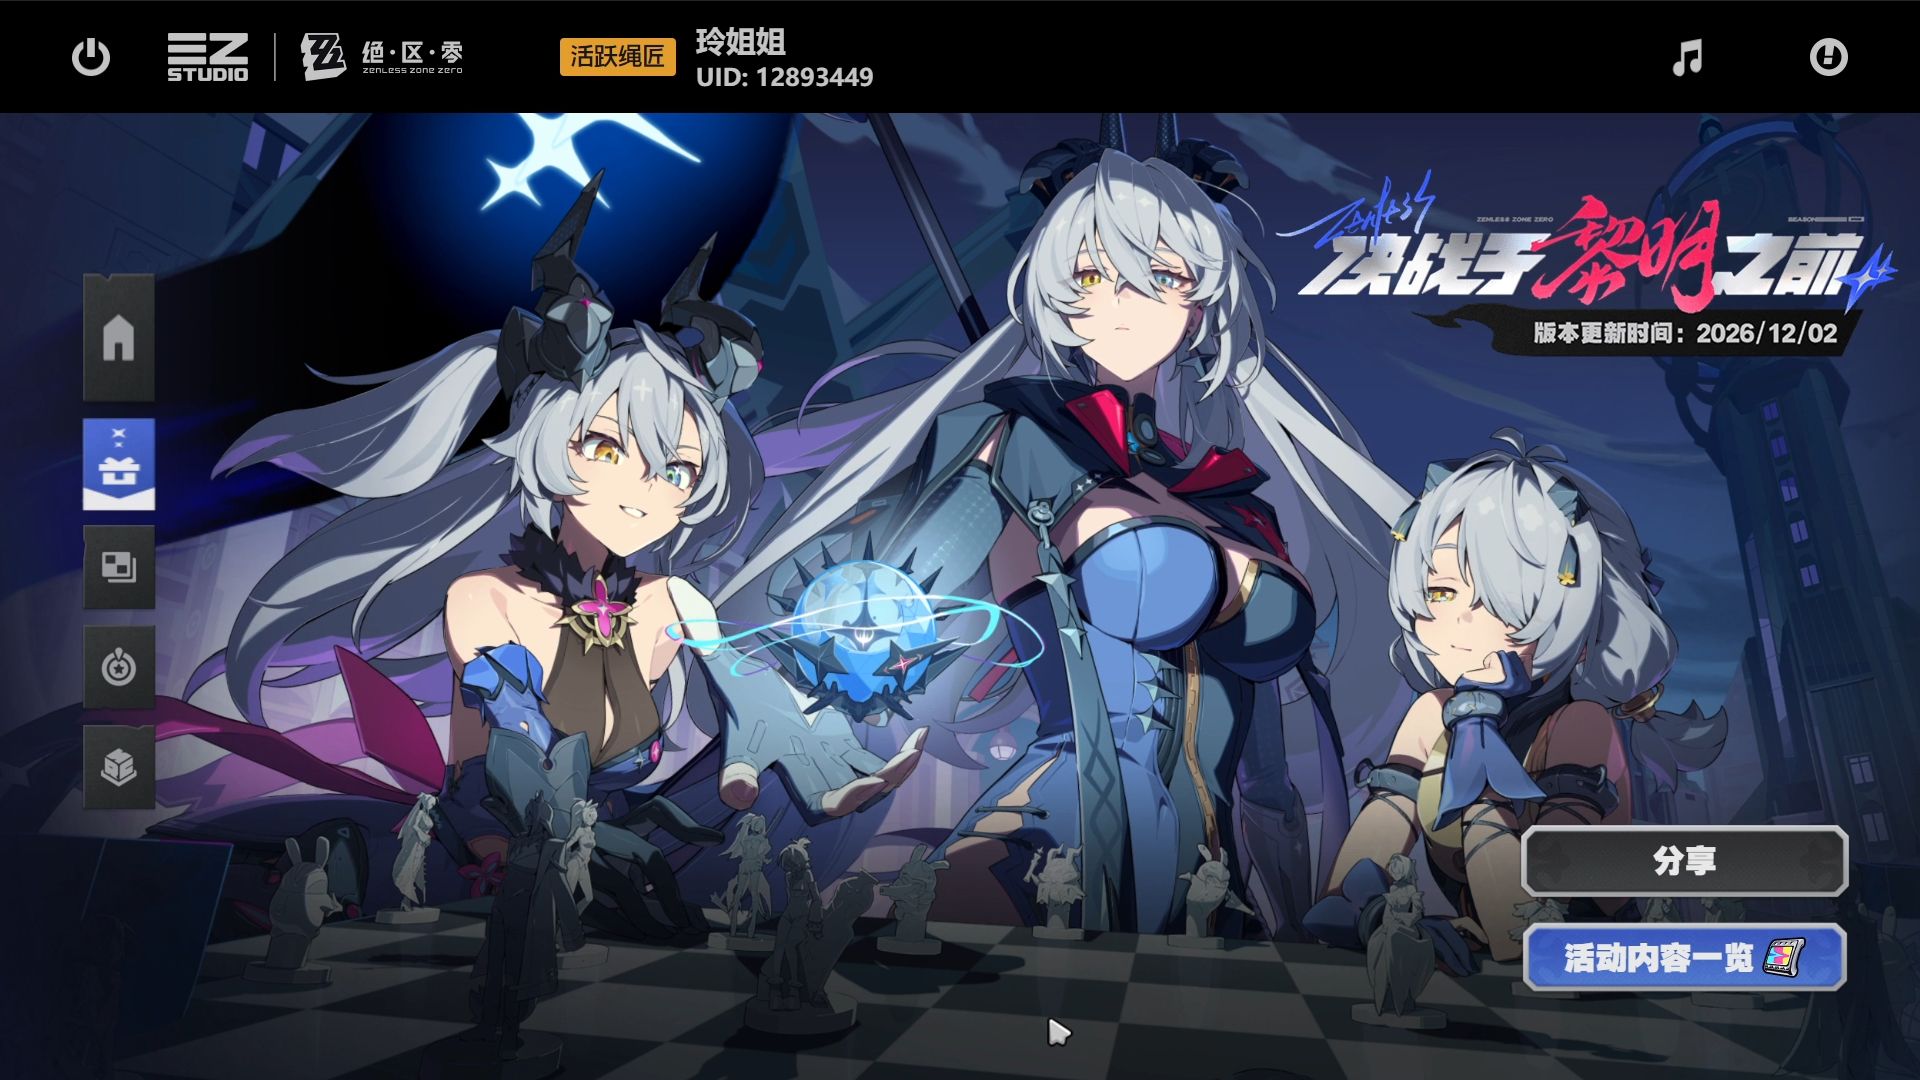 EZ STUDIO
绝·区·零
ZENLESS ZONE ZERO
活跃绳匠
玲姐姐
UID: 12893449
Zenless
ZENLESS ZONE ZERO
SEASON
决战于黎明之前
版本更新时间：2026/12/02
分享
活动内容一览